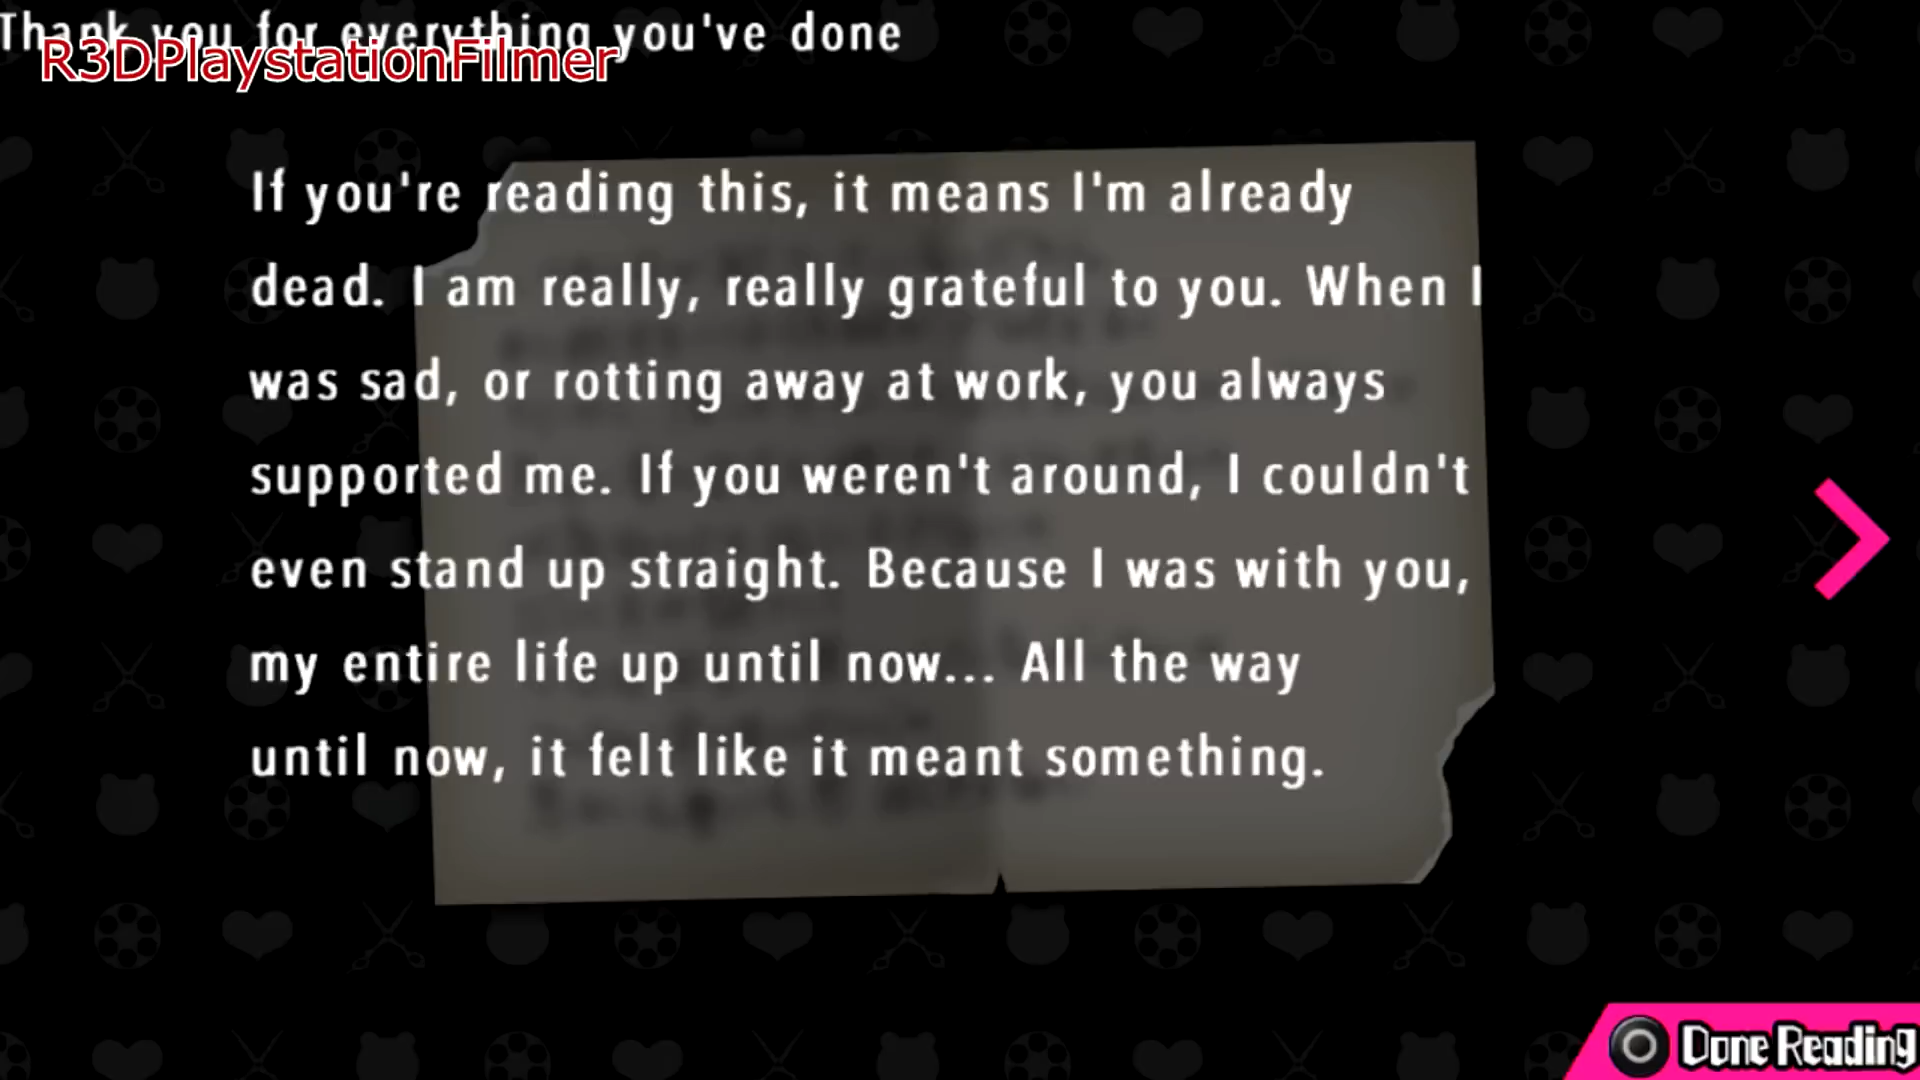 Thank you for everything you've done
R3DPlaystationFilmer
If you're reading this, it means I'm already
dead. I am really, really grateful to you. When I
was sad, or rotting away at work, you always
supported me. If you weren't around, I couldn't
even stand up straight. Because I was with you,
my entire life up until now... All the way
until now, it felt like it meant something.
Done Reading